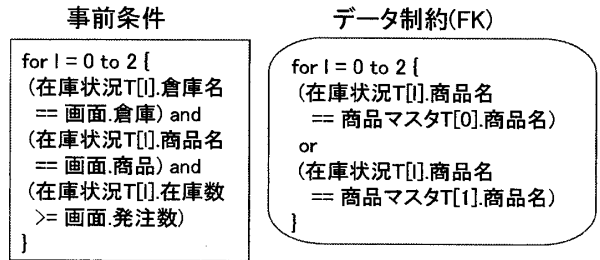 事前条件
for I = 0 to 2 {
(在庫状況T[I].倉庫名
== 画面.倉庫) and
(在庫状況T[I].商品名
== 画面.商品) and
(在庫状況T[I].在庫数
>= 画面.発注数)
}
データ制約(FK)
for I = 0 to 2 {
(在庫状況T[I].商品名
== 商品マスタT[0].商品名)
or
(在庫状況T[I].商品名
== 商品マスタT[1].商品名)
}